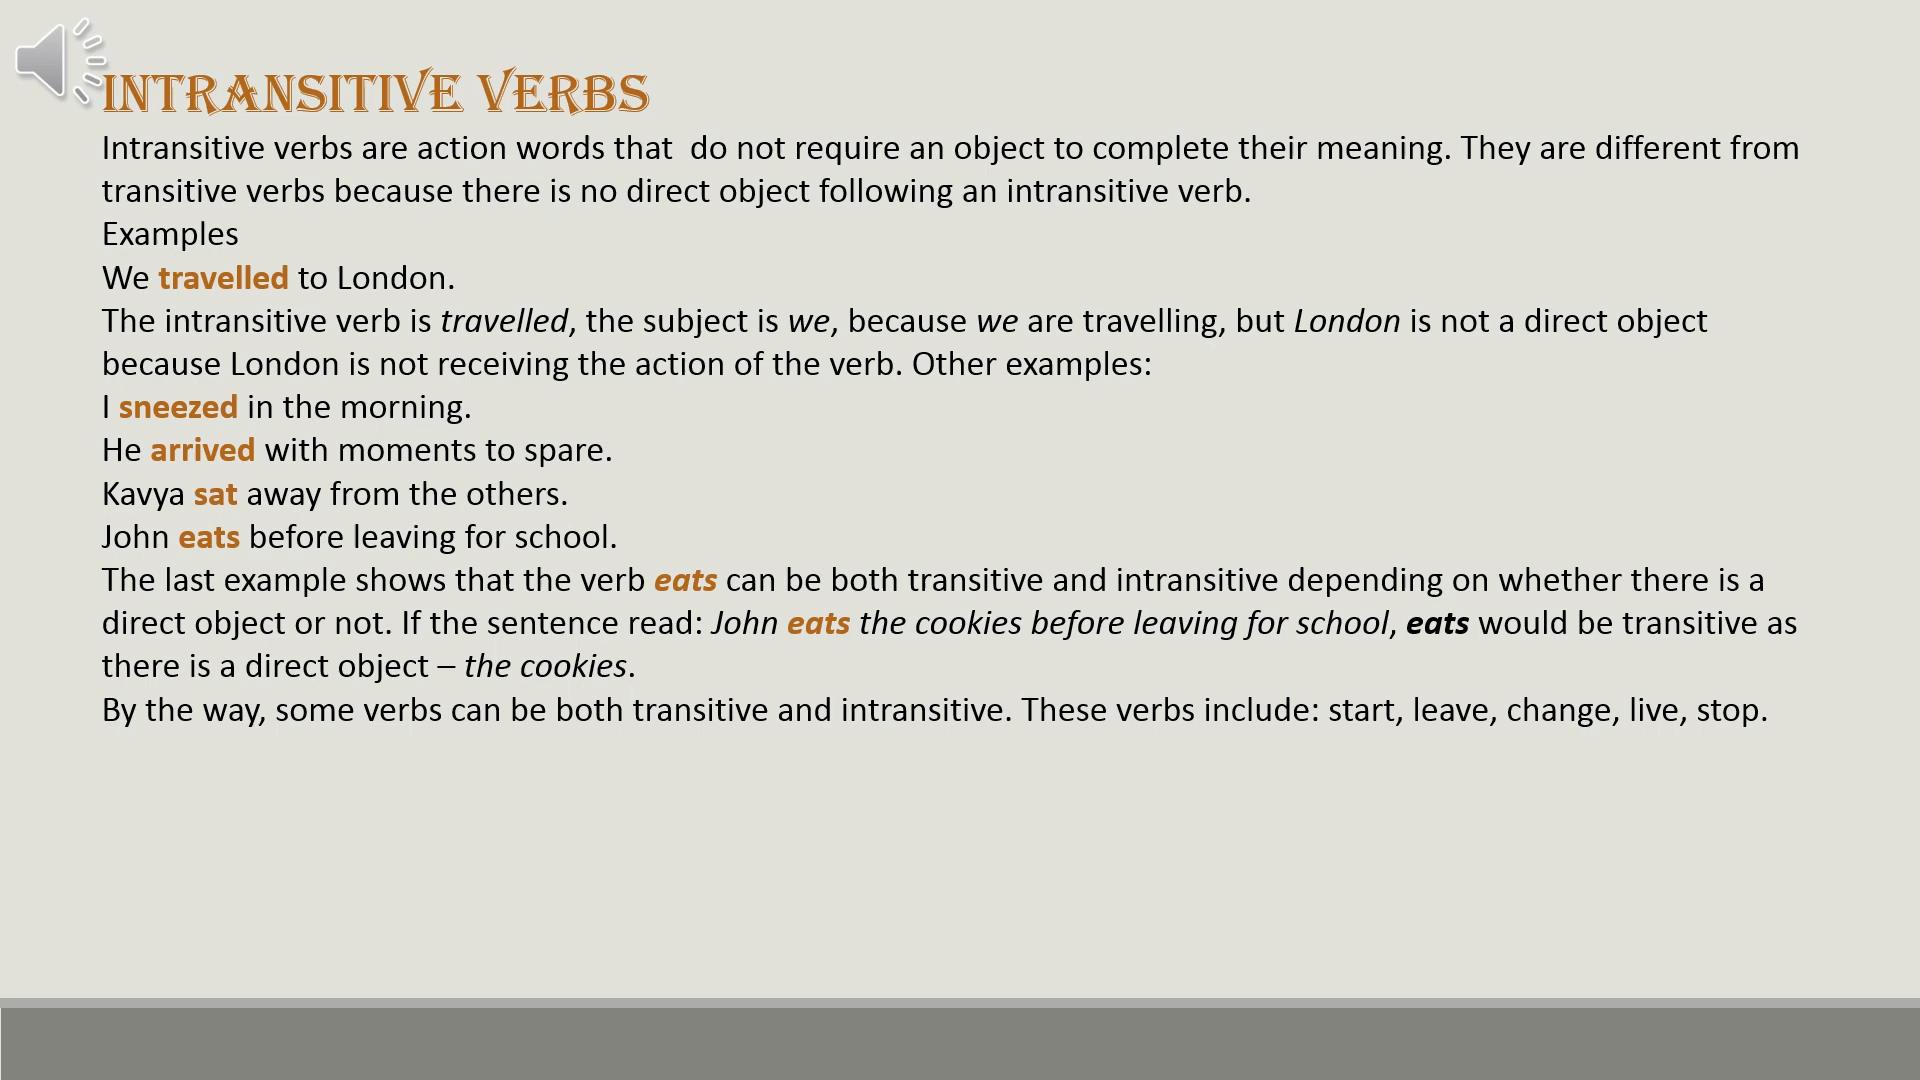 INTRANSITIVE VERBS
Intransitive verbs are action words that  do not require an object to complete their meaning. They are different from
transitive verbs because there is no direct object following an intransitive verb.
Examples
We travelled to London.
The intransitive verb is travelled, the subject is we, because we are travelling, but London is not a direct object
because London is not receiving the action of the verb. Other examples:
I sneezed in the morning.
He arrived with moments to spare.
Kavya sat away from the others.
John eats before leaving for school.
The last example shows that the verb eats can be both transitive and intransitive depending on whether there is a
direct object or not. If the sentence read: John eats the cookies before leaving for school, eats would be transitive as
there is a direct object – the cookies.
By the way, some verbs can be both transitive and intransitive. These verbs include: start, leave, change, live, stop.